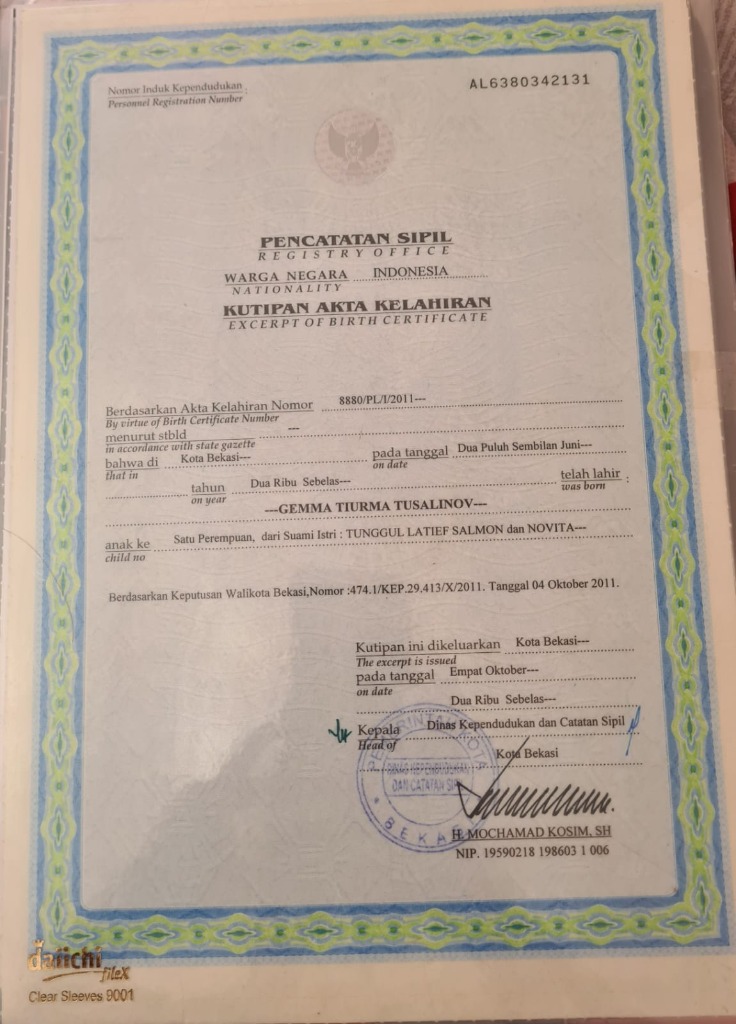 Nomor Induk Kependudukan
Personnel Registration Number
AL6380342131
PENCATATAN SIPIL
REGISTRY OFFICE
WARGA NEGARA INDONESIA
NATIONALITY
KUTIPAN AKTA KELAHIRAN
EXCERPT OF BIRTH CERTIFICATE
Berdasarkan Akta Kelahiran Nomor 8880/PL/I/2011---
By virtue of Birth Certificate Number
menurut stbld ---
in accordance with state gazette
bahwa di Kota Bekasi--- pada tanggal Dua Puluh Sembilan Juni---
that in on date
tahun Dua Ribu Sebelas--- telah lahir :
on year was born
---GEMMA TIURMA TUSALINOV---
anak ke Satu Perempuan, dari Suami Istri : TUNGGUL LATIEF SALMON dan NOVITA---
child no
Berdasarkan Keputusan Walikota Bekasi,Nomor :474.1/KEP.29.413/X/2011. Tanggal 04 Oktober 2011.
Kutipan ini dikeluarkan Kota Bekasi---
The excerpt is issued
pada tanggal Empat Oktober---
on date
Dua Ribu Sebelas---
Kepala Dinas Kependudukan dan Catatan Sipil
Head of
Kota Bekasi
PEMERINTAH KOTA
DINAS KEPENDUDUKAN
DAN CATATAN SIPIL
BEKASI
H. MOCHAMAD KOSIM, SH
NIP. 19590218 198603 1 006
daiichi
fileX
Clear Sleeves 9001